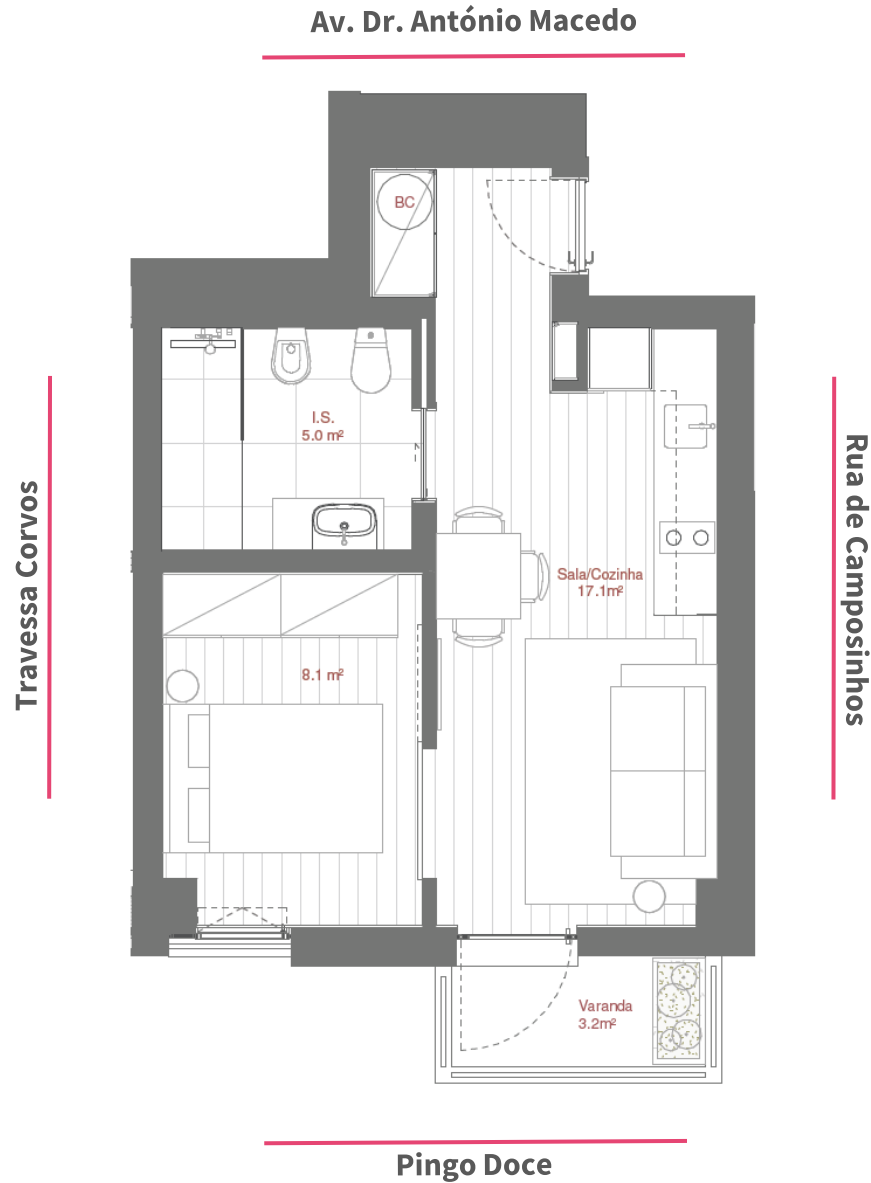 Av. Dr. António Macedo
BC
I.S.
5.0 m²
Travessa Corvos
Rua de Camposinhos
Sala/Cozinha
17.1m²
8.1 m²
Varanda
3.2m²
Pingo Doce